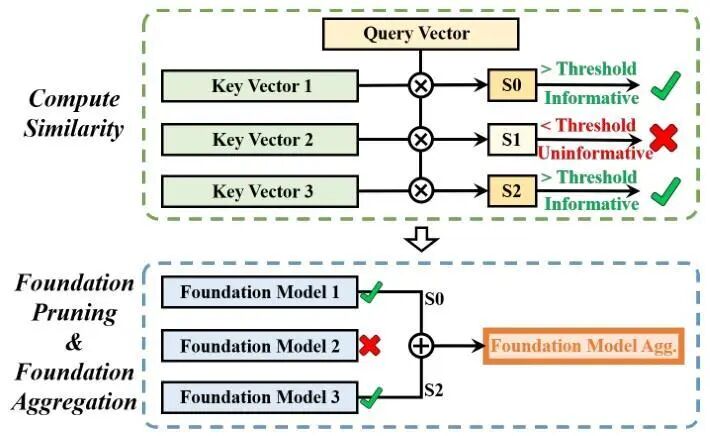 Query Vector
Compute
Similarity
Key Vector 1
S0
> Threshold
Informative
Key Vector 2
S1
< Threshold
Uninformative
Key Vector 3
S2
> Threshold
Informative
Foundation
Pruning
&
Foundation
Aggregation
Foundation Model 1
S0
Foundation Model 2
Foundation Model Agg.
Foundation Model 3
S2